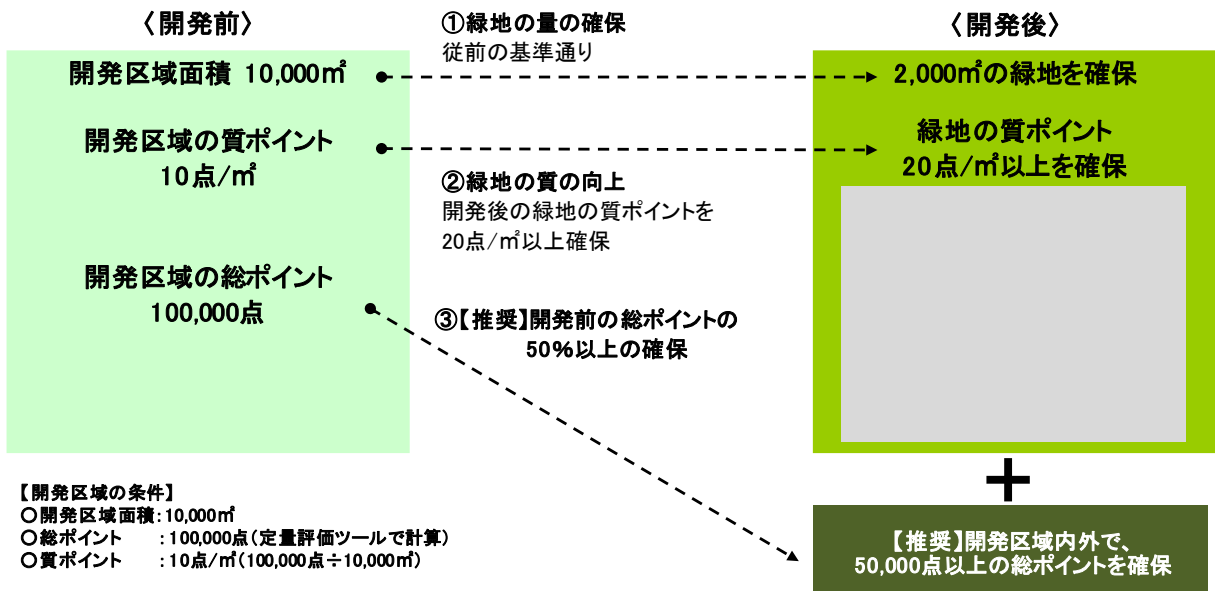 〈開発前〉
開発区域面積 10,000㎡
開発区域の質ポイント
10点/㎡
開発区域の総ポイント
100,000点
①緑地の量の確保
従前の基準通り
②緑地の質の向上
開発後の緑地の質ポイントを
20点/㎡以上確保
③【推奨】開発前の総ポイントの
50%以上の確保
〈開発後〉
2,000㎡の緑地を確保
緑地の質ポイント
20点/㎡以上を確保
+
【推奨】開発区域内外で、
50,000点以上の総ポイントを確保
【開発区域の条件】
○開発区域面積:10,000㎡
○総ポイント :100,000点(定量評価ツールで計算)
○質ポイント :10点/㎡(100,000点÷10,000㎡)